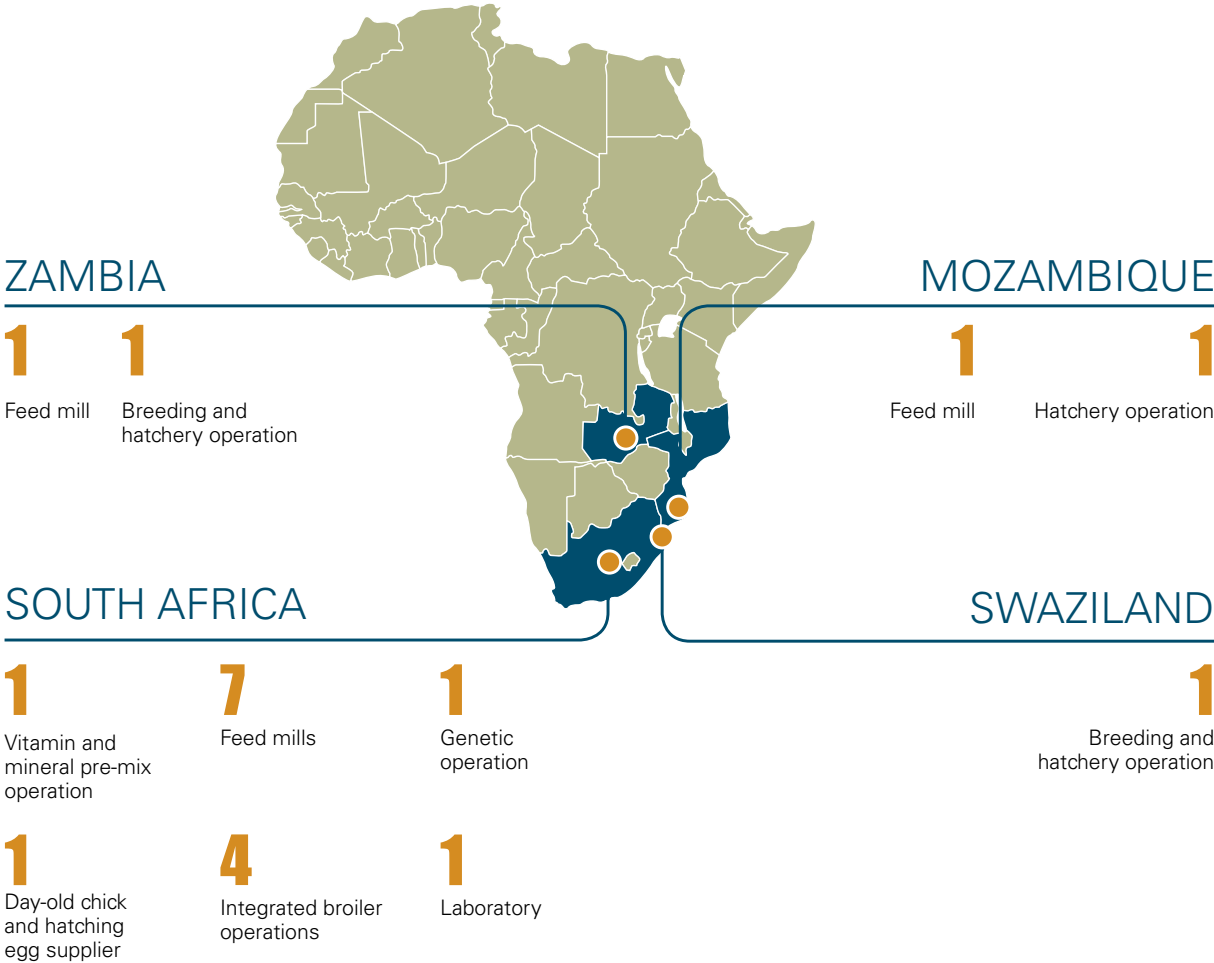 ZAMBIA
1
Feed mill
1
Breeding and
hatchery operation
MOZAMBIQUE
1
Feed mill
1
Hatchery operation
SOUTH AFRICA
1
Vitamin and
mineral pre-mix
operation
7
Feed mills
1
Genetic
operation
1
Day-old chick
and hatching
egg supplier
4
Integrated broiler
operations
1
Laboratory
SWAZILAND
1
Breeding and
hatchery operation